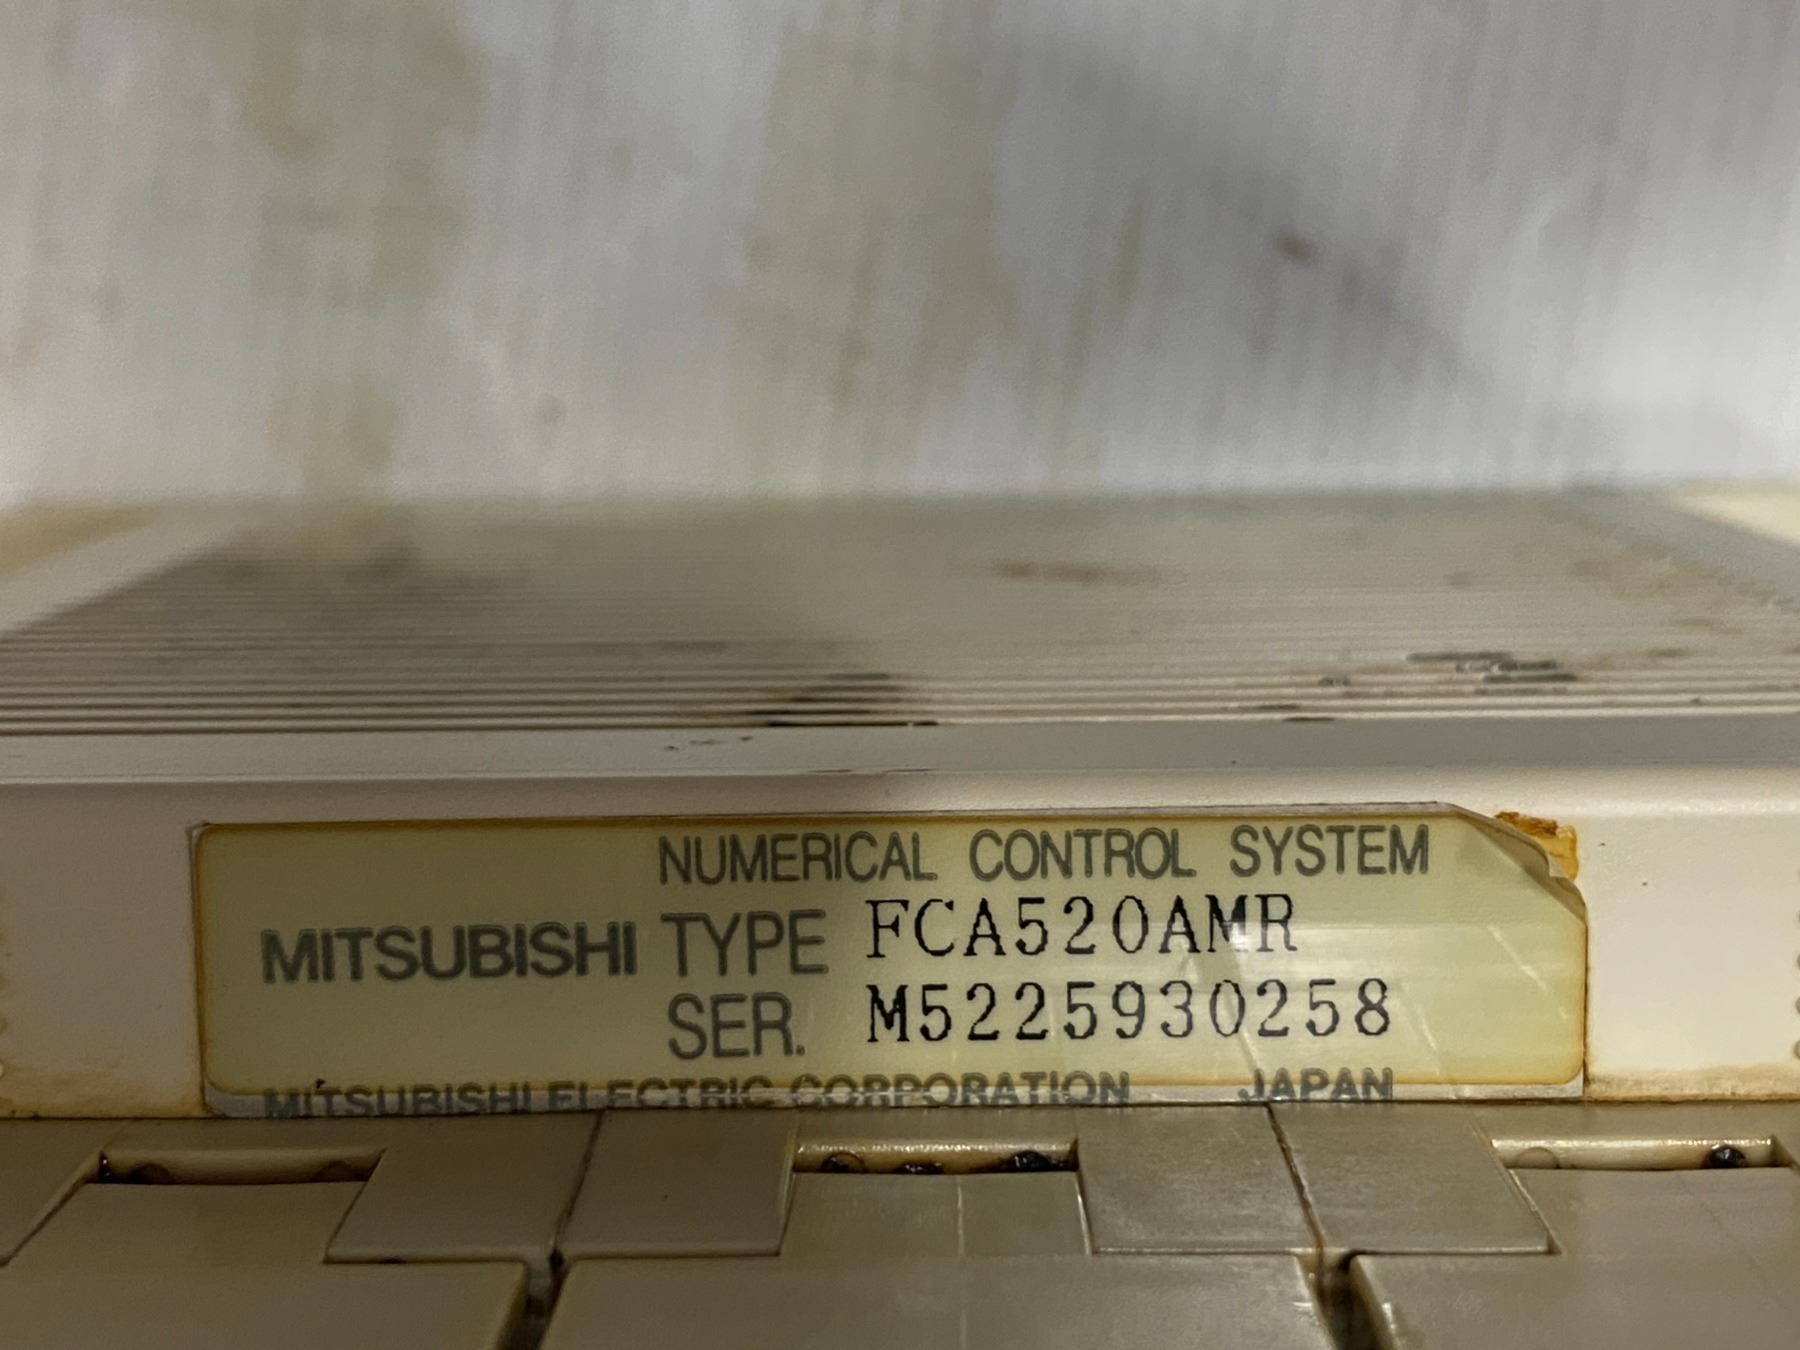 NUMERICAL CONTROL SYSTEM
MITSUBISHI TYPE FCA520AMR
SER. M5225930258
MITSUBISHI ELECTRIC CORPORATION JAPAN